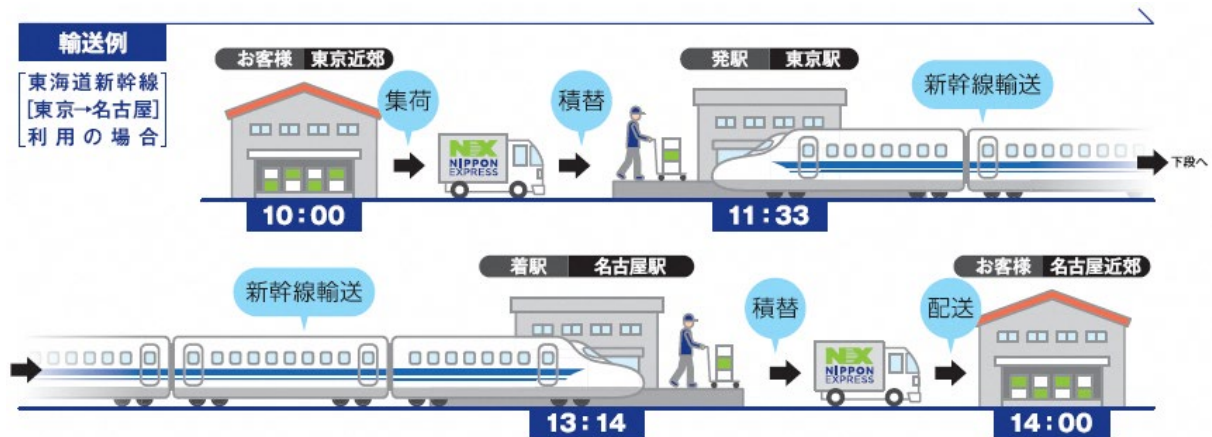 輸送例
[東海道新幹線
[東京→名古屋]
利用の場合]
お客様 東京近郊
集荷
積替
発駅 東京駅
新幹線輸送
NX
NIPPON
EXPRESS
下段へ
10:00
11:33
新幹線輸送
着駅 名古屋駅
積替
配送
お客様 名古屋近郊
NX
NIPPON
EXPRESS
13:14
14:00